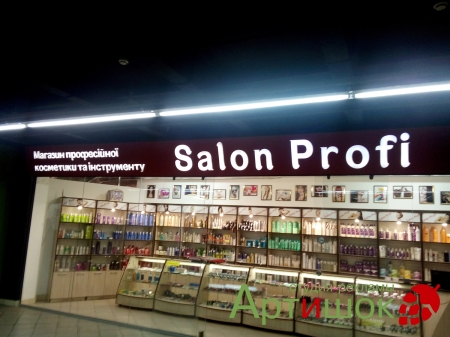 Магазин професійної
косметики та інструменту
Salon Profi
Артишок